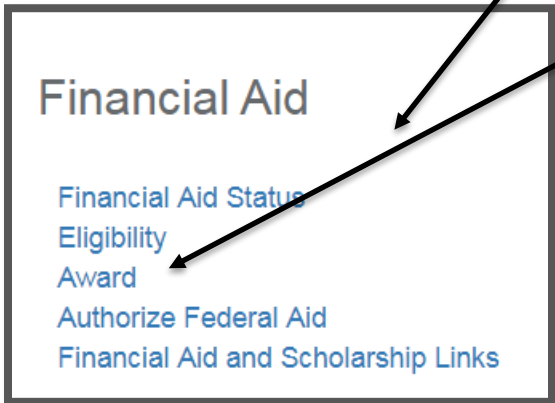 Financial Aid
Financial Aid Status
Eligibility
Award
Authorize Federal Aid
Financial Aid and Scholarship Links